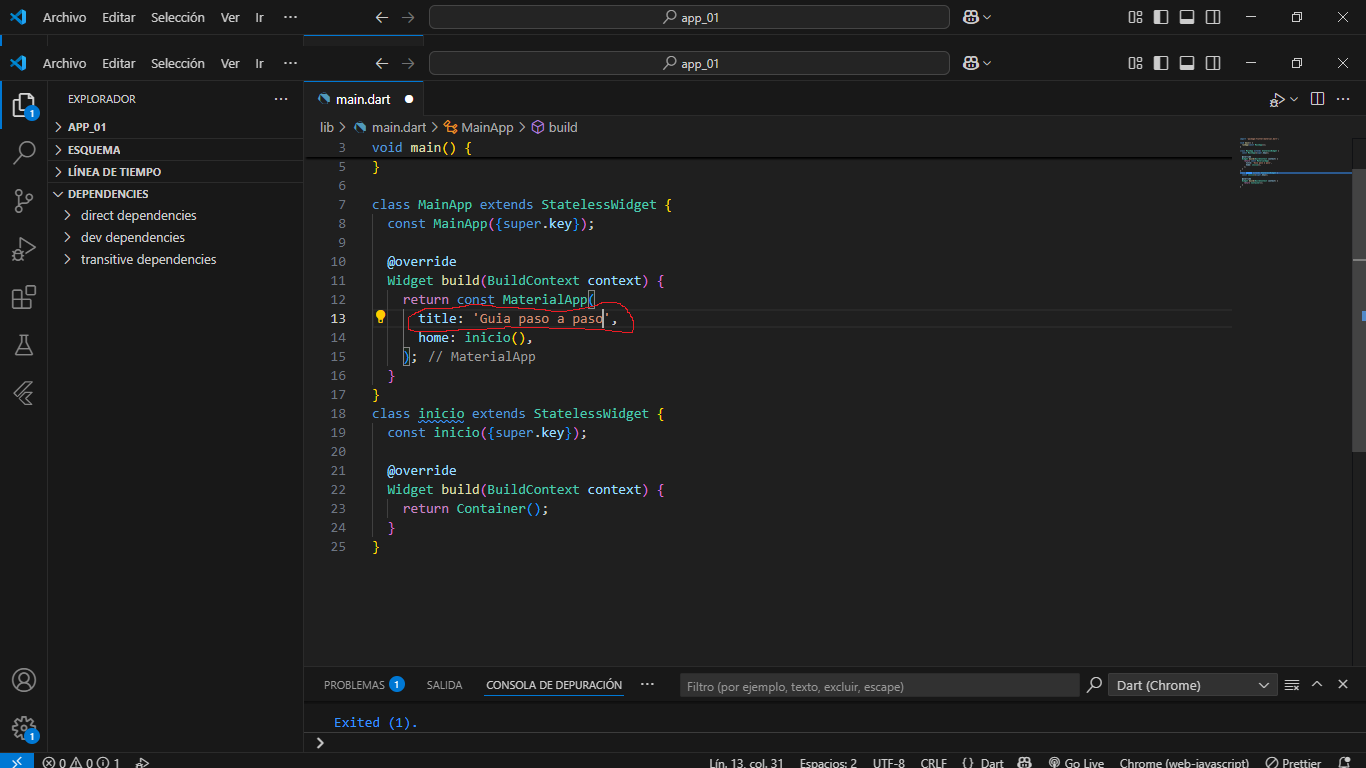 Archivo Editar Selección Ver Ir ··· app_01
Archivo Editar Selección Ver Ir ··· app_01
EXPLORADOR ···
APP_01
ESQUEMA
LÍNEA DE TIEMPO
DEPENDENCIES
direct dependencies
dev dependencies
transitive dependencies
1
1
main.dart
lib > main.dart > MainApp > build
3 void main() {
5 }
6
7 class MainApp extends StatelessWidget {
8 const MainApp({super.key});
9
10 @override
11 Widget build(BuildContext context) {
12 return const MaterialApp(
13 title: 'Guia paso a paso',
14 home: inicio(),
15 ); // MaterialApp
16 }
17 }
18 class inicio extends StatelessWidget {
19 const inicio({super.key});
20
21 @override
22 Widget build(BuildContext context) {
23 return Container();
24 }
25 }
PROBLEMAS 1 SALIDA CONSOLA DE DEPURACIÓN ··· Filtro (por ejemplo, texto, excluir, escape) Dart (Chrome)
Exited (1).
0 0 1 Lín. 13, col. 31 Espacios: 2 UTF-8 CRLF {} Dart Go Live Chrome (web-javascript) Prettier